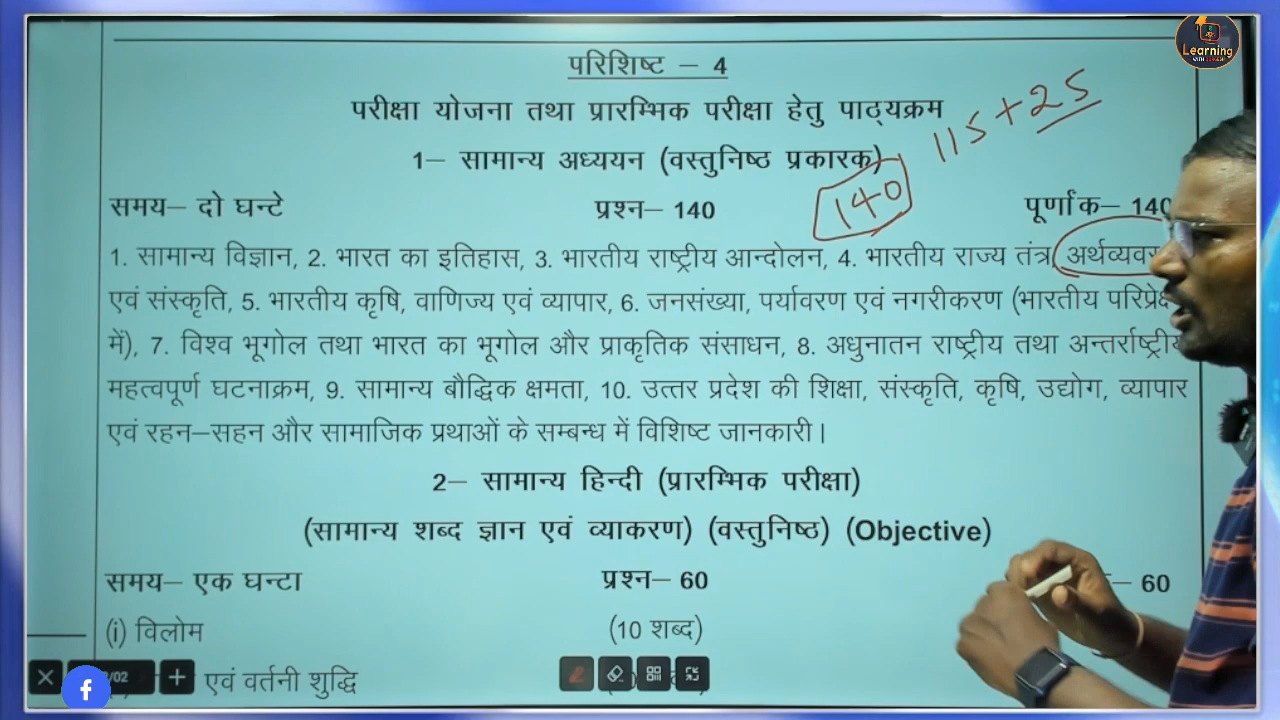 Learning
परिशिष्ट – 4
115 + 25
परीक्षा योजना तथा प्रारम्भिक परीक्षा हेतु पाठ्यक्रम
1– सामान्य अध्ययन (वस्तुनिष्ठ प्रकारक)
140
समय– दो घन्टे प्रश्न– 140 पूर्णांक– 140
1. सामान्य विज्ञान, 2. भारत का इतिहास, 3. भारतीय राष्ट्रीय आन्दोलन, 4. भारतीय राज्य तंत्र
एवं संस्कृति, 5. भारतीय कृषि, वाणिज्य एवं व्यापार, 6. जनसंख्या, पर्यावरण एवं नगरीकरण (भारतीय
में), 7. विश्व भूगोल तथा भारत का भूगोल और प्राकृतिक संसाधन, 8. अधुनातन राष्ट्रीय तथा अन्तर्राष्ट्रीय
महत्वपूर्ण घटनाक्रम, 9. सामान्य बौद्धिक क्षमता, 10. उत्तर प्रदेश की शिक्षा, संस्कृति, कृषि, उद्योग, व्यापार
एवं रहन–सहन और सामाजिक प्रथाओं के सम्बन्ध में विशिष्ट जानकारी।
2– सामान्य हिन्दी (प्रारम्भिक परीक्षा)
(सामान्य शब्द ज्ञान एवं व्याकरण) (वस्तुनिष्ठ) (Objective)
समय– एक घन्टा प्रश्न– 60 – 60
(i) विलोम (10 शब्द)
एवं वर्तनी शुद्धि